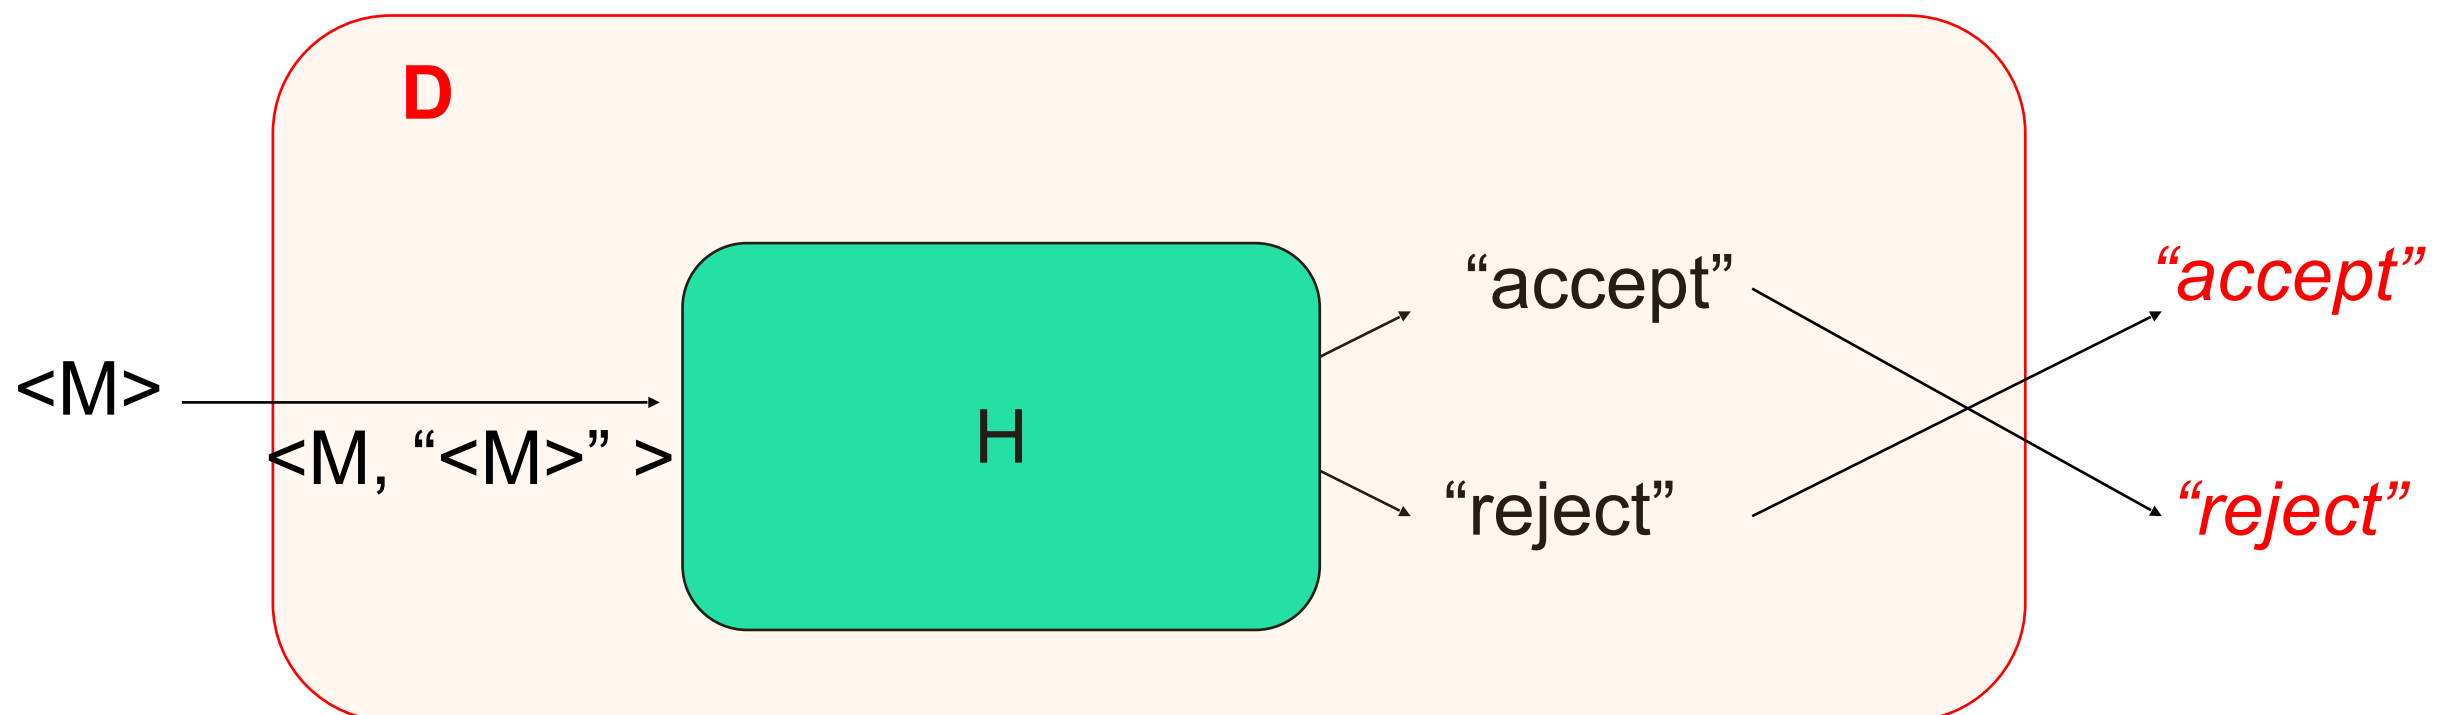 D
“accept”
“accept”
<M>
<M, “<M>” >
H
“reject”
“reject”